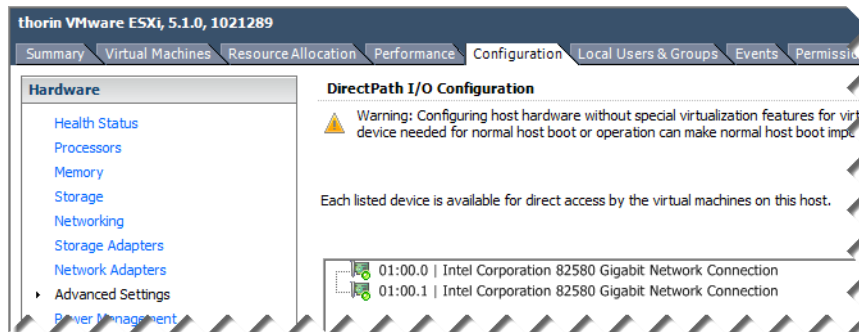 thorin VMware ESXi, 5.1.0, 1021289
Summary Virtual Machines Resource Allocation Performance Configuration Local Users & Groups Events
Hardware
Health Status
Processors
Memory
Storage
Networking
Storage Adapters
Network Adapters
Advanced Settings
Power Management
DirectPath I/O Configuration
Warning: Configuring host hardware without special virtualization features for
device needed for normal host boot or operation can make normal host boot
Each listed device is available for direct access by the virtual machines on this host.
01:00.0 | Intel Corporation 82580 Gigabit Network Connection
01:00.1 | Intel Corporation 82580 Gigabit Network Connection